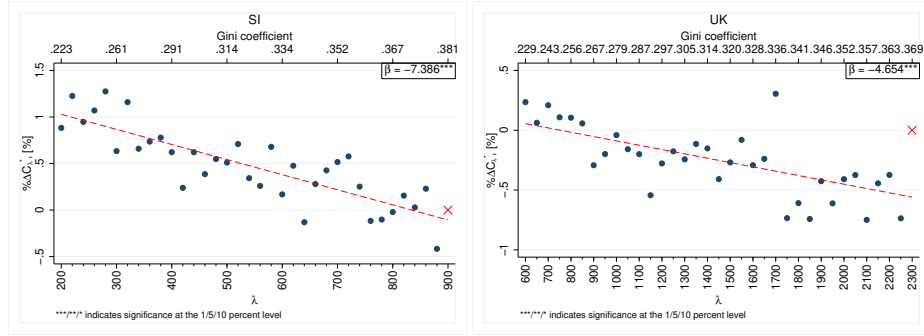 SI
Gini coefficient
.223 .261 .291 .314 .334 .352 .367 .381
β = −7.386***
1.5
1
.5
0
−.5
%ΔC_λ,⁺, [%]
200 300 400 500 600 700 800 900
λ
***/**/* indicates significance at the 1/5/10 percent level
UK
Gini coefficient
.229 .243 .256 .267 .279 .287 .297 .305 .314 .320 .328 .336 .341 .346 .352 .357 .363 .369
β = −4.654***
.5
0
−.5
−1
600 700 800 900 1000 1100 1200 1300 1400 1500 1600 1700 1800 1900 2000 2100 2200 2300
λ
***/**/* indicates significance at the 1/5/10 percent level